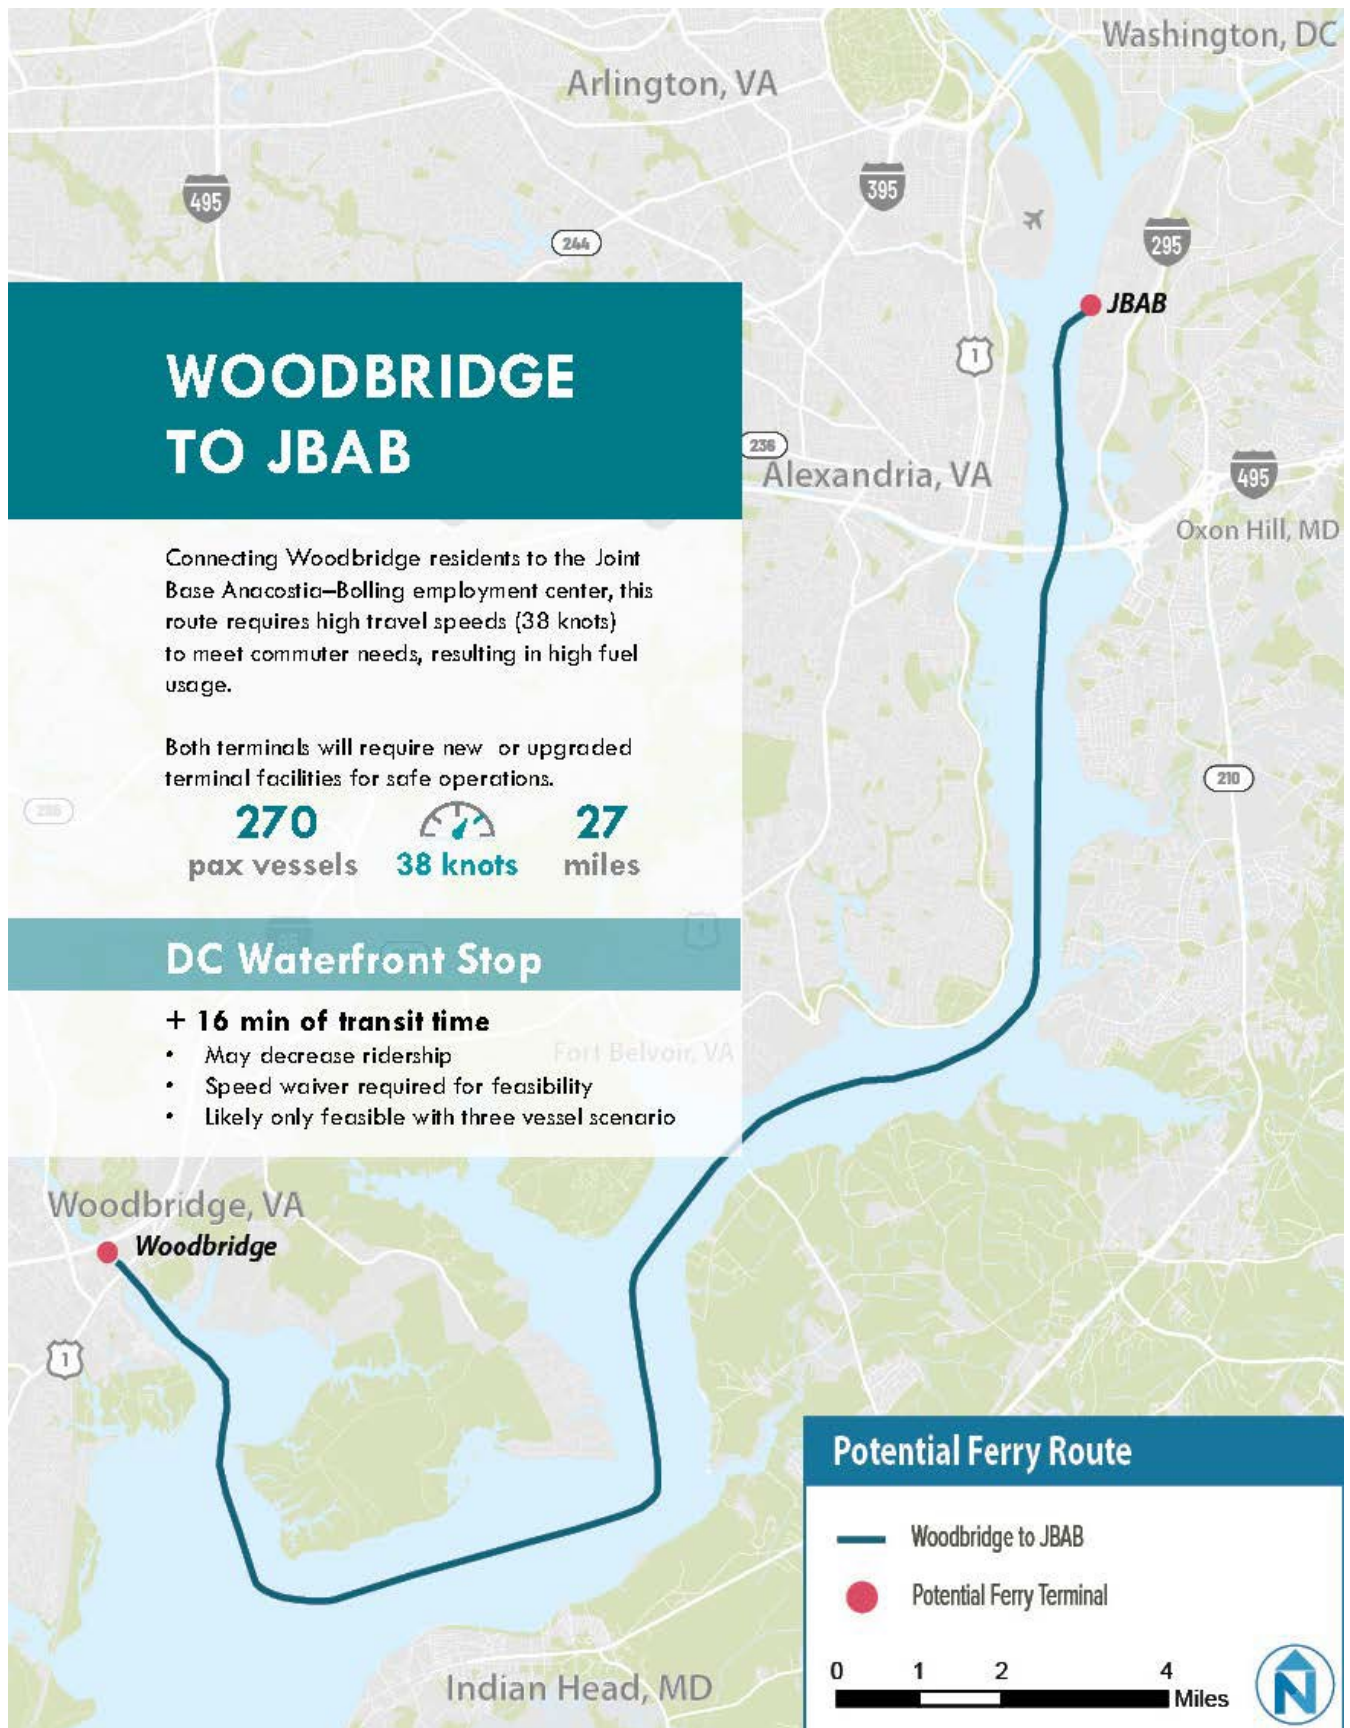 Washington, DC
Arlington, VA
495
395
244
295
JBAB
1
WOODBRIDGE
TO JBAB
236
Alexandria, VA
495
Oxon Hill, MD
Connecting Woodbridge residents to the Joint
Base Anacostia–Bolling employment center, this
route requires high travel speeds (38 knots)
to meet commuter needs, resulting in high fuel
usage.
Both terminals will require new or upgraded
terminal facilities for safe operations.
210
270
pax vessels
38 knots
27
miles
1
DC Waterfront Stop
+ 16 min of transit time
• May decrease ridership
Fort Belvoir, VA
• Speed waiver required for feasibility
• Likely only feasible with three vessel scenario
Woodbridge, VA
Woodbridge
1
Potential Ferry Route
Woodbridge to JBAB
Potential Ferry Terminal
0 1 2 4
Miles
N
Indian Head, MD